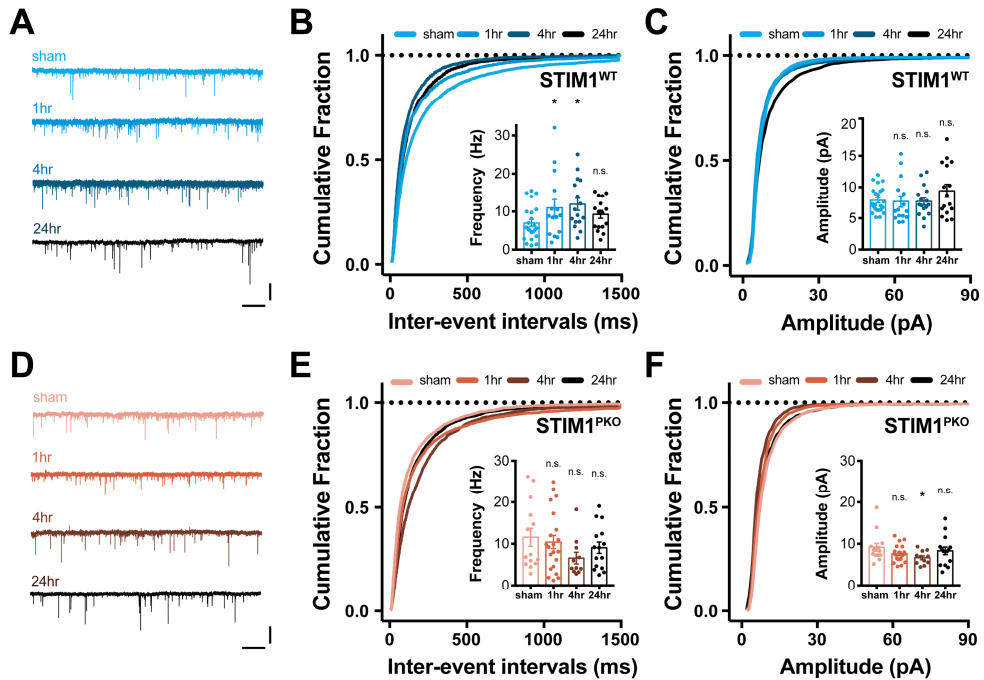 A
sham
1hr
4hr
24hr
B
sham 1hr 4hr 24hr
Cumulative Fraction
1.0
0.5
0.0
STIM1WT
Frequency (Hz)
30
20
10
0
* * n.s.
sham 1hr 4hr 24hr
0 500 1000 1500
Inter-event intervals (ms)
C
sham 1hr 4hr 24hr
Cumulative Fraction
1.0
0.5
0.0
STIM1WT
Amplitude (pA)
20
15
10
5
0
n.s. n.s. n.s.
sham 1hr 4hr 24hr
0 30 60 90
Amplitude (pA)
D
sham
1hr
4hr
24hr
E
sham 1hr 4hr 24hr
Cumulative Fraction
1.0
0.5
0.0
STIM1PKO
Frequency (Hz)
30
20
10
0
n.s. n.s. n.s.
sham 1hr 4hr 24hr
0 500 1000 1500
Inter-event intervals (ms)
F
sham 1hr 4hr 24hr
Cumulative Fraction
1.0
0.5
0.0
STIM1PKO
Amplitude (pA)
30
20
10
0
n.s. * n.s.
sham 1hr 4hr 24hr
0 30 60 90
Amplitude (pA)